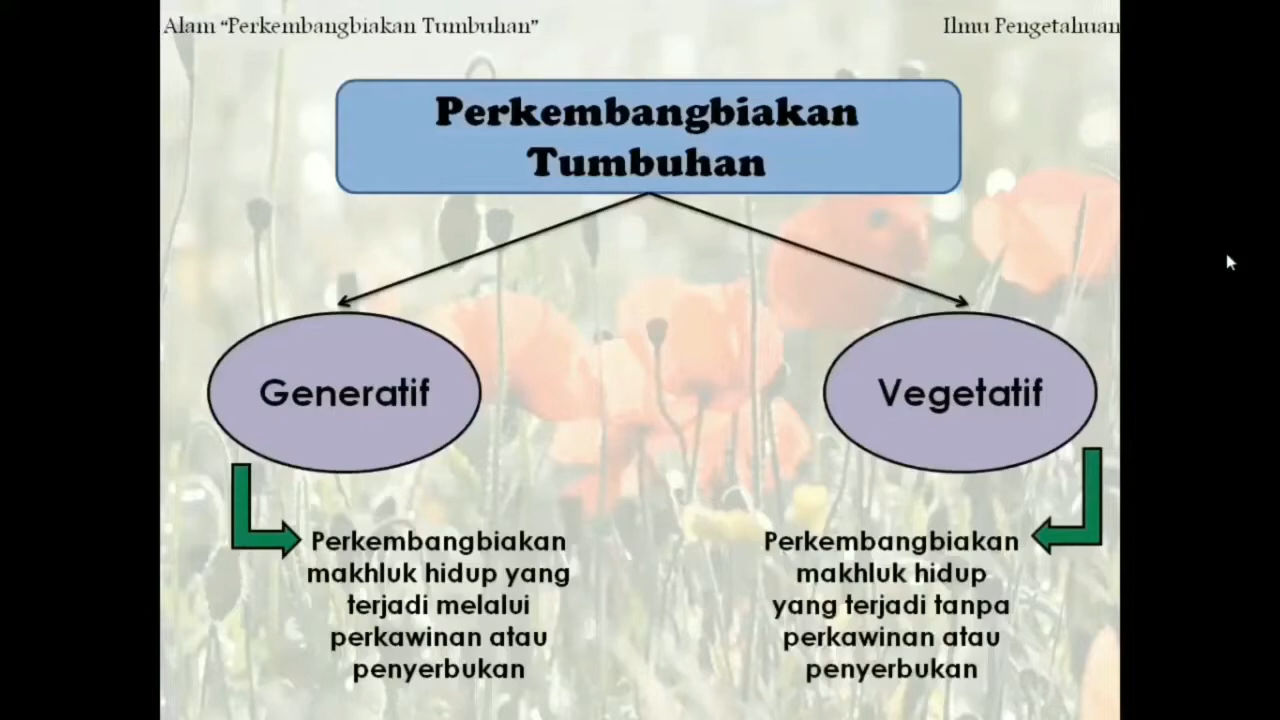 Alam “Perkembangbiakan Tumbuhan”
Ilmu Pengetahuan
Perkembangbiakan
Tumbuhan
Generatif
Vegetatif
Perkembangbiakan
makhluk hidup yang
terjadi melalui
perkawinan atau
penyerbukan
Perkembangbiakan
makhluk hidup
yang terjadi tanpa
perkawinan atau
penyerbukan